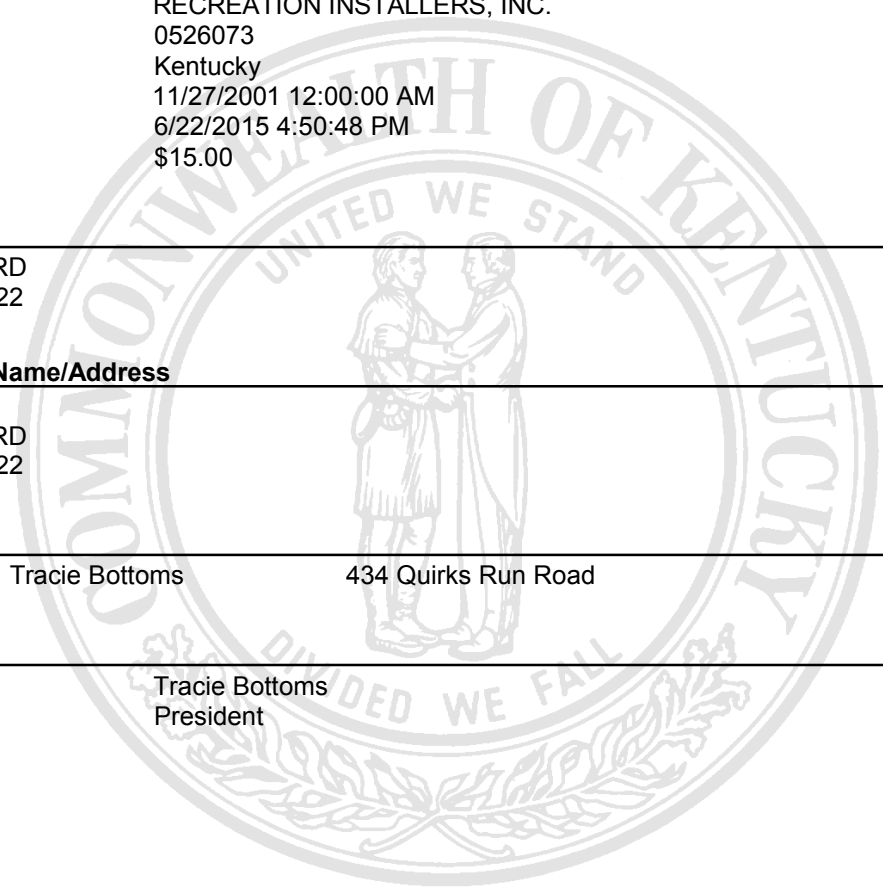 RECREATION INSTALLERS, INC.
0526073
Kentucky
11/27/2001 12:00:00 AM
6/22/2015 4:50:48 PM
$15.00
COMMONWEALTH OF KENTUCKY
UNITED WE STAND
RD
22
Name/Address
RD
22
Tracie Bottoms 434 Quirks Run Road
DIVIDED WE FALL
Tracie Bottoms
President